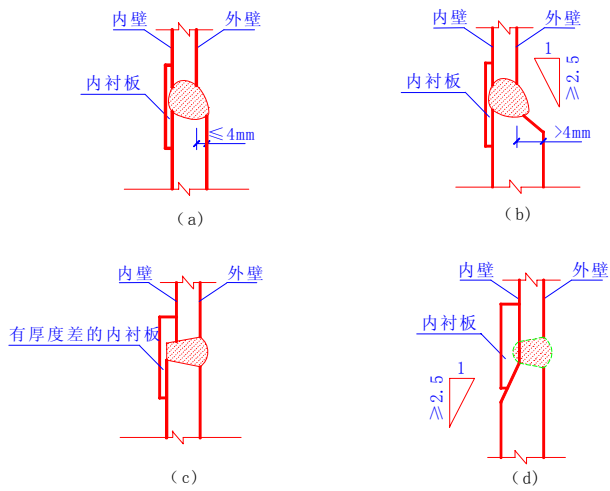 内壁 外壁
内衬板
≤4mm
(a)
内壁 外壁
1
≥2.5
内衬板
>4mm
(b)
内壁 外壁
有厚度差的内衬板
(c)
内壁 外壁
内衬板
1
≥2.5
(d)